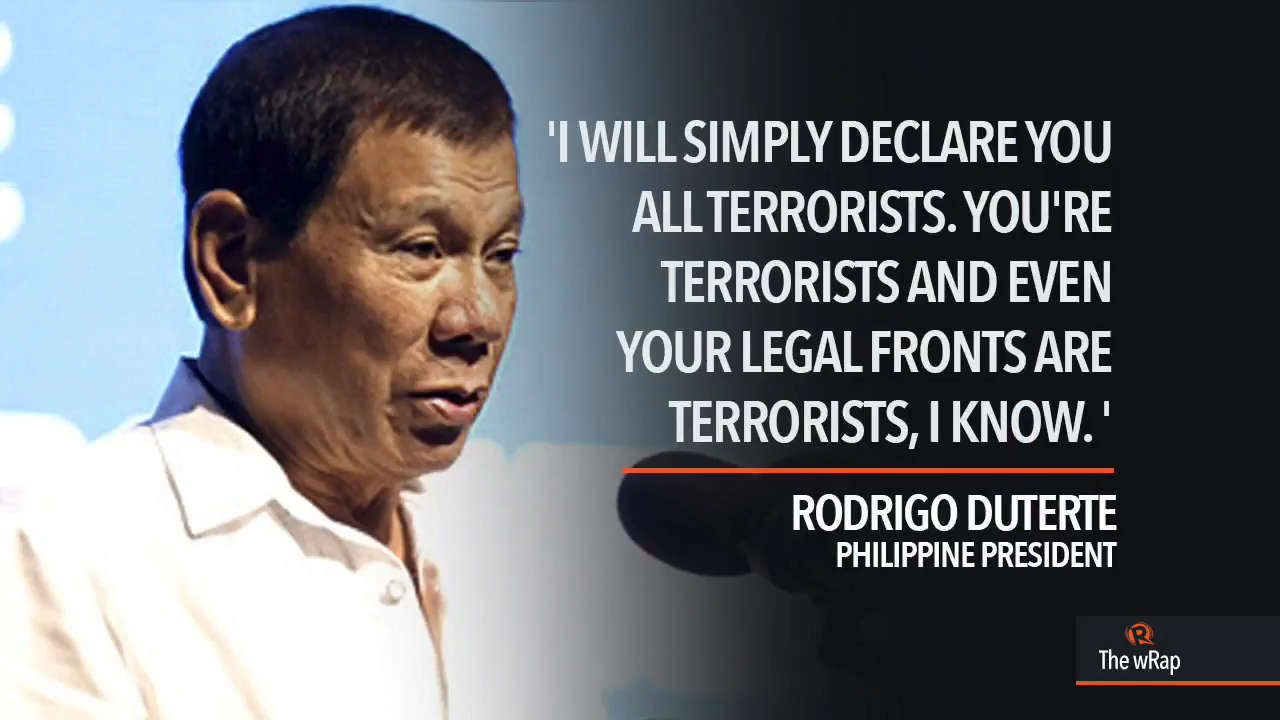 'I WILL SIMPLY DECLARE YOU
ALL TERRORISTS. YOU'RE
TERRORISTS AND EVEN
YOUR LEGAL FRONTS ARE
TERRORISTS, I KNOW. '
RODRIGO DUTERTE
PHILIPPINE PRESIDENT
R
The wRap